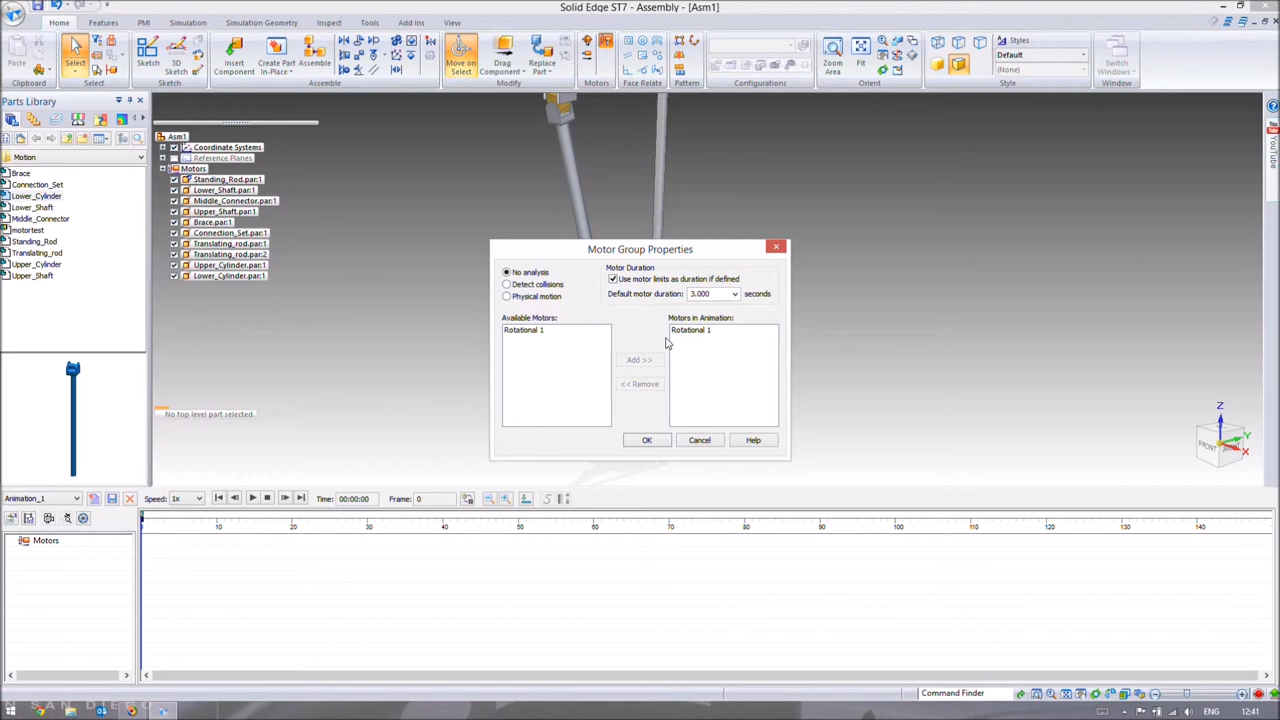 Solid Edge ST7 - Assembly - [Asm1]
Home Features PMI Simulation Simulation Geometry Inspect Tools Add Ins View
Paste
Select
Sketch
3D Sketch
Insert Component
Create Part In-Place
Assemble
Move on Select
Drag Component
Replace Part
Zoom Area
Fit
Styles
Default
(None)
Switch Windows
Clipboard Select Sketch Assemble Modify Motors Face Relate Pattern Configurations Orient Style Window
Parts Library
Motion
Brace
Connection_Set
Lower_Cylinder
Lower_Shaft
Middle_Connector
motortest
Standing_Rod
Translating_rod
Upper_Cylinder
Upper_Shaft
Asm1
Coordinate Systems
Reference Planes
Motors
Standing_Rod.par:1
Lower_Shaft.par:1
Middle_Connector.par:1
Upper_Shaft.par:1
Brace.par:1
Connection_Set.par:1
Translating_rod.par:1
Translating_rod.par:2
Upper_Cylinder.par:1
Lower_Cylinder.par:1
No top level part selected.
YouTube
Motor Group Properties
No analysis
Detect collisions
Physical motion
Motor Duration
Use motor limits as duration if defined
Default motor duration: 3.000 seconds
Available Motors:
Rotational 1
Motors in Animation:
Rotational 1
Add >>
<< Remove
OK Cancel Help
Z
Y
X
FRONT
Animation_1
Speed: 1x
Time: 00:00:00 Frame: 0
10 20 30 40 50 60 70 80 90 100 110 120 130 140
Motors
Command Finder
ENG 12:41